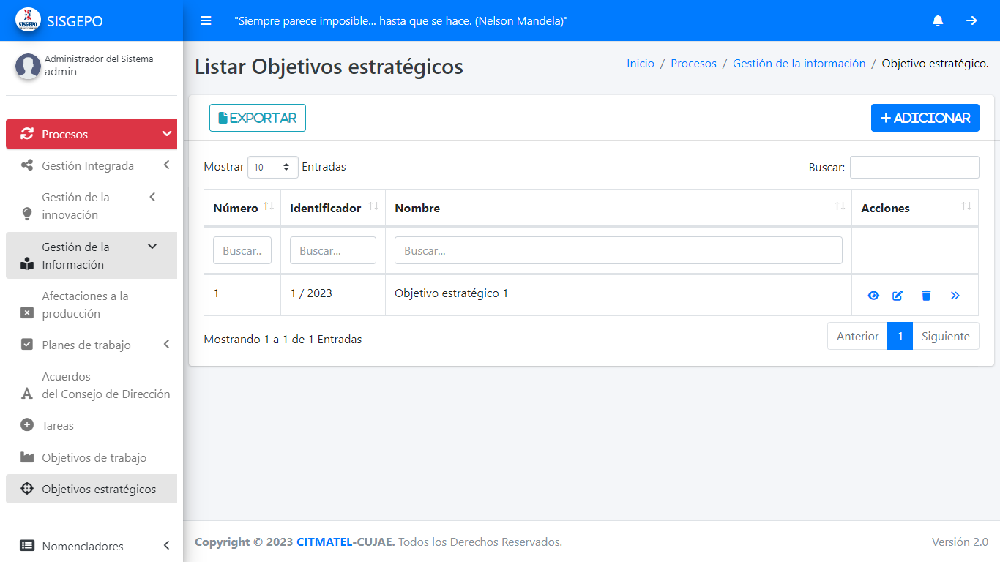 SISGEPO
SISGEPO
"Siempre parece imposible... hasta que se hace. (Nelson Mandela)"
Administrador del Sistema
admin
Procesos
Gestión Integrada
Gestión de la
innovación
Gestión de la
Información
Afectaciones a la
producción
Planes de trabajo
Acuerdos
del Consejo de Dirección
Tareas
Objetivos de trabajo
Objetivos estratégicos
Nomencladores
Listar Objetivos estratégicos
Inicio / Procesos / Gestión de la información / Objetivo estratégico.
EXPORTAR
+ ADICIONAR
Mostrar 10 Entradas
Buscar:
Número Identificador Nombre Acciones
Buscar.. Buscar... Buscar...
1 1 / 2023 Objetivo estratégico 1
Mostrando 1 a 1 de 1 Entradas
Anterior 1 Siguiente
Copyright © 2023 CITMATEL-CUJAE. Todos los Derechos Reservados.
Versión 2.0